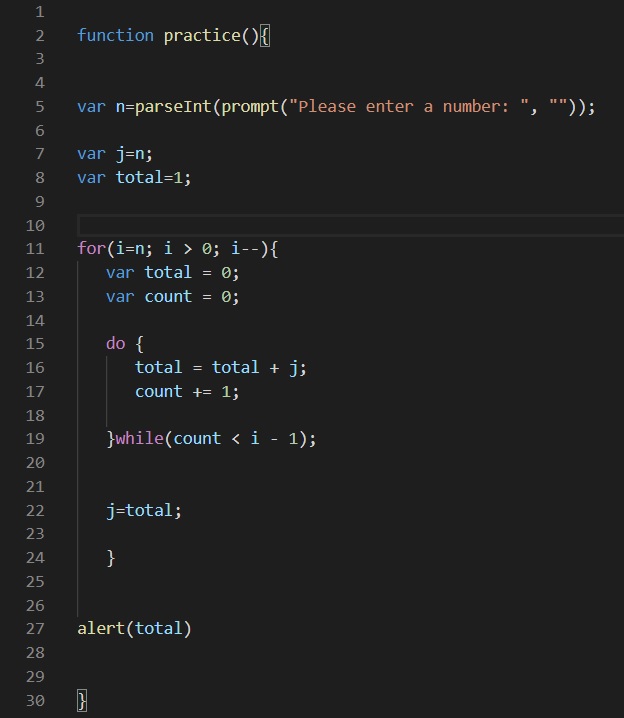 1
2 function practice(){
3
4
5 var n=parseInt(prompt("Please enter a number: ", ""));
6
7 var j=n;
8 var total=1;
9
10
11 for(i=n; i > 0; i--){
12 var total = 0;
13 var count = 0;
14
15 do {
16 total = total + j;
17 count += 1;
18
19 }while(count < i - 1);
20
21
22 j=total;
23
24 }
25
26
27 alert(total)
28
29
30 }